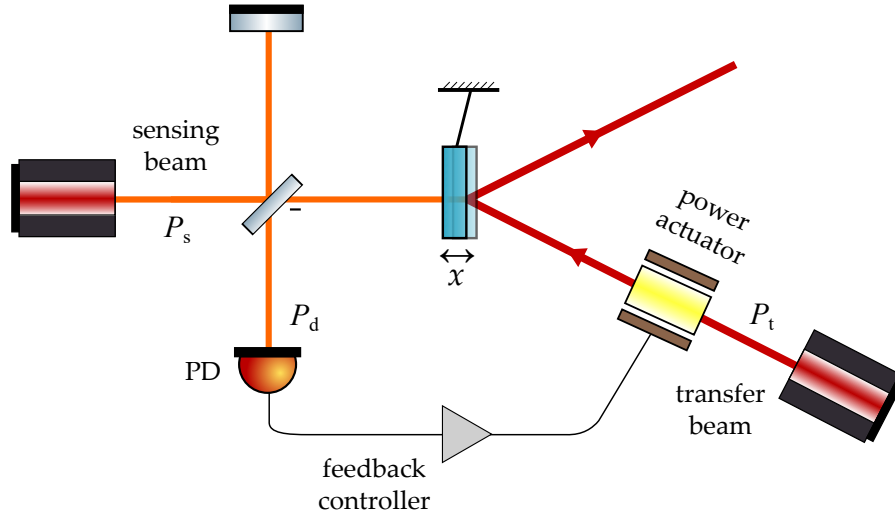 sensing
beam
P_s
-
x
power
actuator
P_t
P_d
PD
transfer
beam
feedback
controller